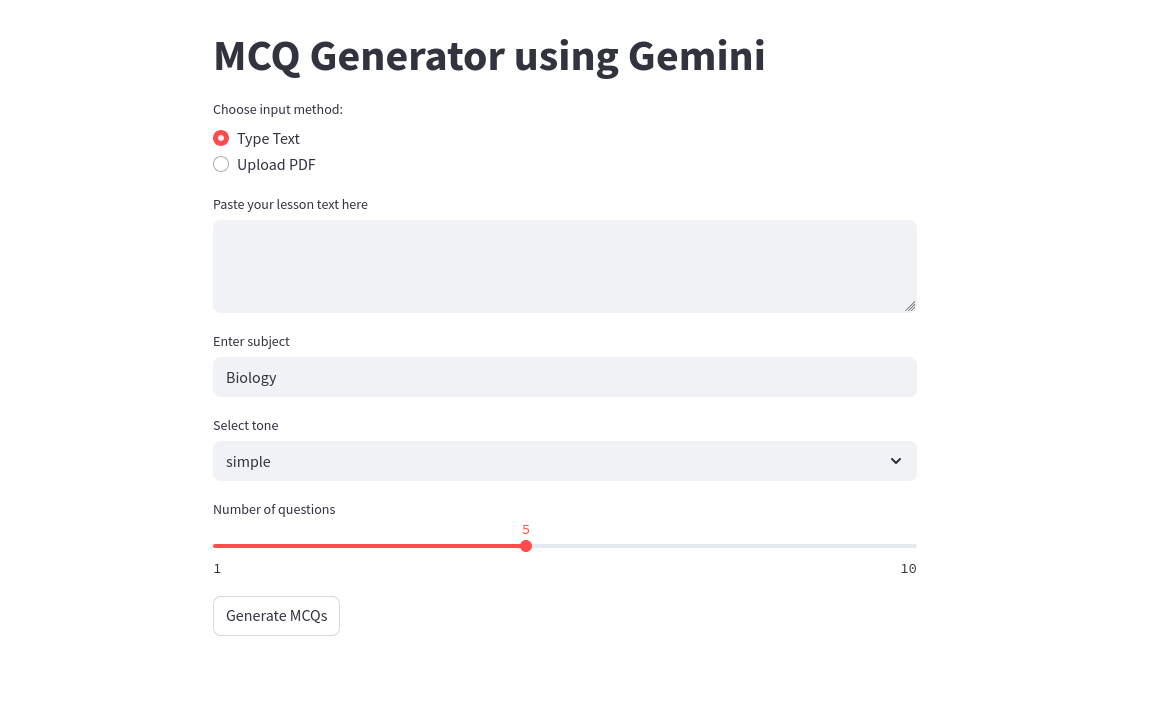 MCQ Generator using Gemini
Choose input method:
Type Text
Upload PDF
Paste your lesson text here
Enter subject
Biology
Select tone
simple
Number of questions
5
1 10
Generate MCQs